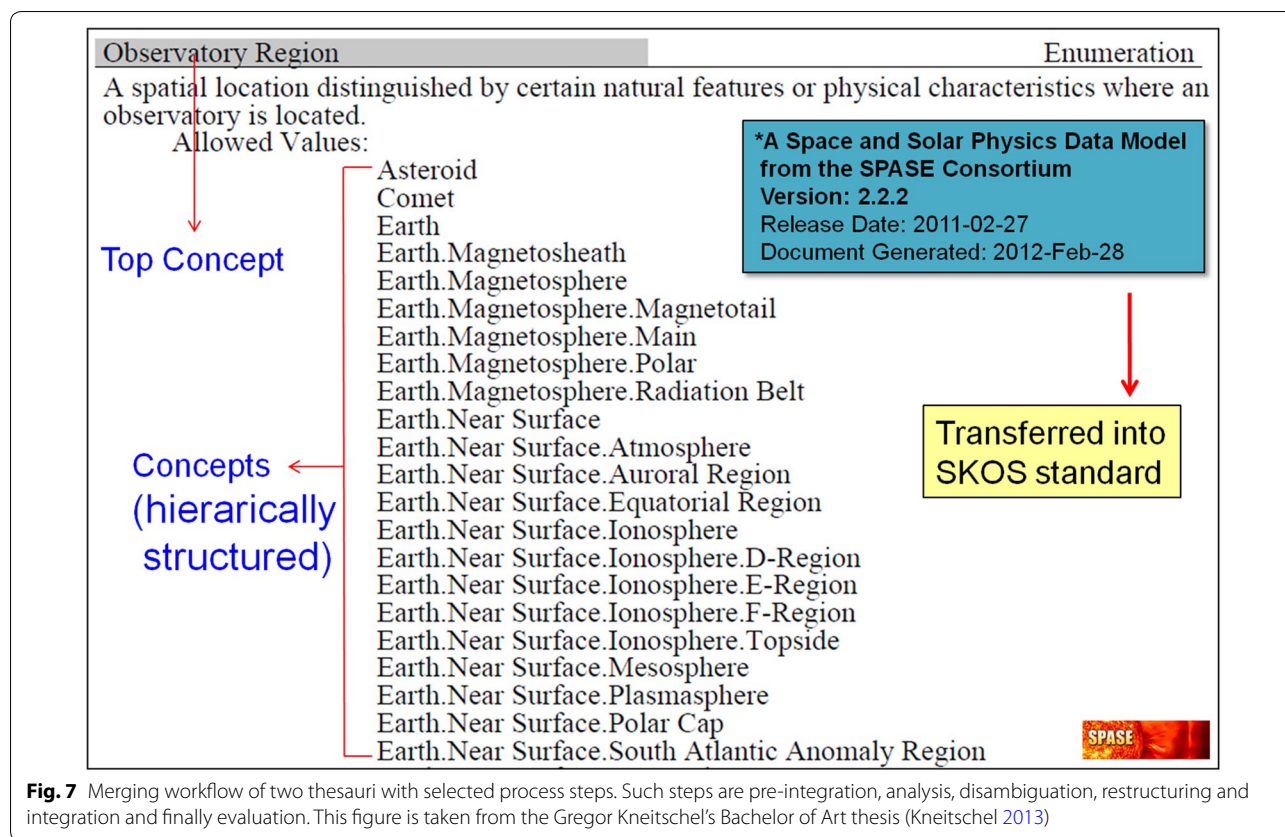 Observatory Region Enumeration
A spatial location distinguished by certain natural features or physical characteristics where an
observatory is located.
Allowed Values:
Asteroid
Comet
Earth
Earth.Magnetosheath
Earth.Magnetosphere
Earth.Magnetosphere.Magnetotail
Earth.Magnetosphere.Main
Earth.Magnetosphere.Polar
Earth.Magnetosphere.Radiation Belt
Earth.Near Surface
Earth.Near Surface.Atmosphere
Earth.Near Surface.Auroral Region
Earth.Near Surface.Equatorial Region
Earth.Near Surface.Ionosphere
Earth.Near Surface.Ionosphere.D-Region
Earth.Near Surface.Ionosphere.E-Region
Earth.Near Surface.Ionosphere.F-Region
Earth.Near Surface.Ionosphere.Topside
Earth.Near Surface.Mesosphere
Earth.Near Surface.Plasmasphere
Earth.Near Surface.Polar Cap
Earth.Near Surface.South Atlantic Anomaly Region
Top Concept
Concepts
(hierarically
structured)
*A Space and Solar Physics Data Model
from the SPASE Consortium
Version: 2.2.2
Release Date: 2011-02-27
Document Generated: 2012-Feb-28
Transferred into
SKOS standard
SPASE
Fig. 7 Merging workflow of two thesauri with selected process steps. Such steps are pre-integration, analysis, disambiguation, restructuring and
integration and finally evaluation. This figure is taken from the Gregor Kneitschel's Bachelor of Art thesis (Kneitschel 2013)